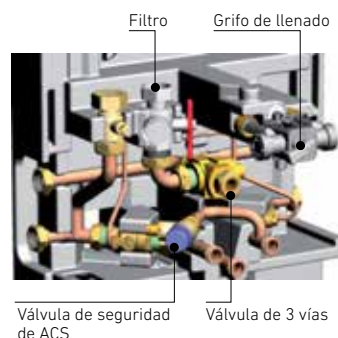 Filtro
Grifo de llenado
Válvula de seguridad
de ACS
Válvula de 3 vías